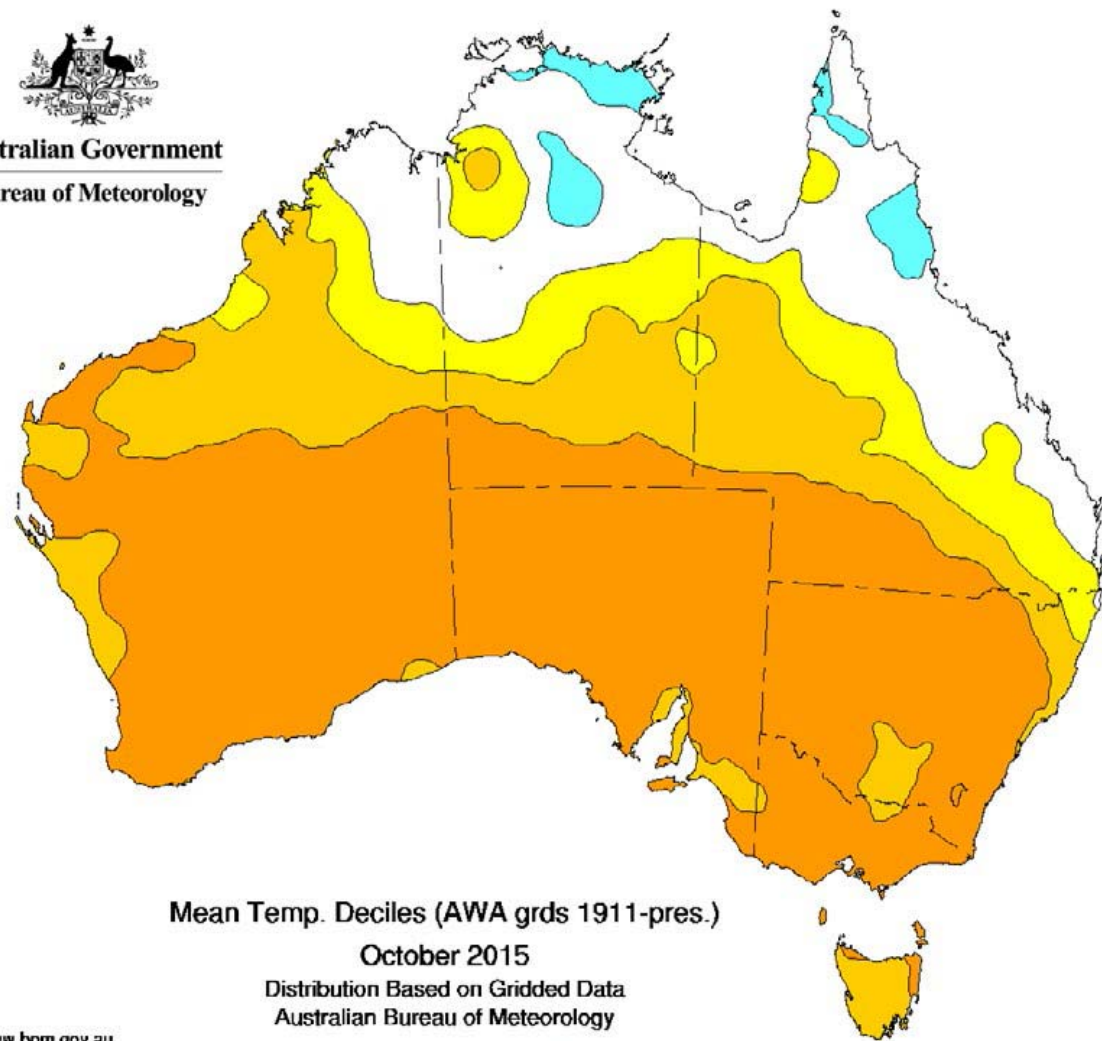 tralian Government
reau of Meteorology
Mean Temp. Deciles (AWA grds 1911-pres.)
October 2015
Distribution Based on Gridded Data
Australian Bureau of Meteorology